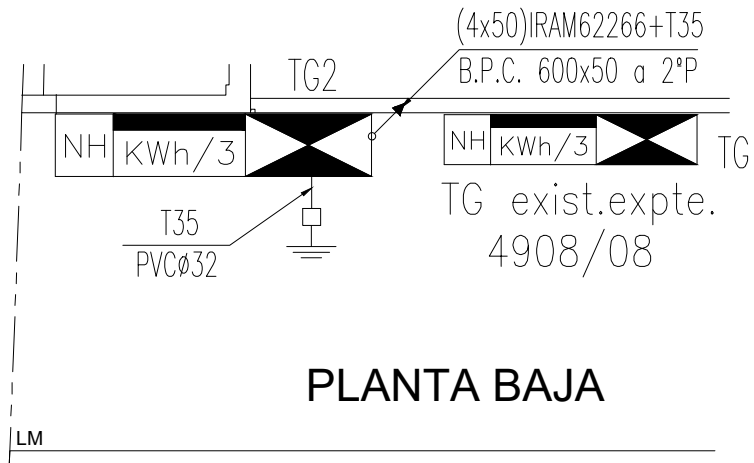 (4x50)IRAM62266+T35
B.P.C. 600x50 a 2ºP
TG2
NH KWh/3
NH KWh/3
TG
TG exist.expte.
4908/08
T35
PVCø32
PLANTA BAJA
LM